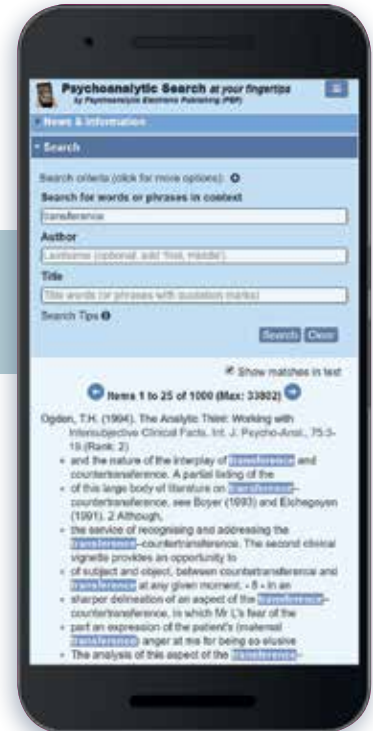 Psychoanalytic Search at your fingertips
by Psychoanalytic Electronic Publishing (PEP)
News & Information
Search
Search criteria (click for more options):
Search for words or phrases in context
transference
Author
Lastname (optional, add 'first, middle')
Title
Title words (or phrases with quotation marks)
Search Tips
Search Clear
Show matches in text
Items 1 to 25 of 1000 (Max: 33802)
Ogden, T.H. (1994). The Analytic Third: Working with
Intersubjective Clinical Facts. Int. J. Psycho-Anal., 75:3-
19 (Rank: 2)
and the nature of the interplay of transference and
countertransference. A partial listing of the
of this large body of literature on transference–
countertransference, see Boyer (1993) and Etchegoyen
(1991). 2 Although,
the service of recognising and addressing the
transference–countertransference. The second clinical
vignette provides an opportunity to
of subject and object, between countertransference and
transference at any given moment. - 8 - In an
sharper delineation of an aspect of the transference–
countertransference, in which Mr L's fear of the
part an expression of the patient's (maternal
transference) anger at me for being so elusive
The analysis of this aspect of the transference–